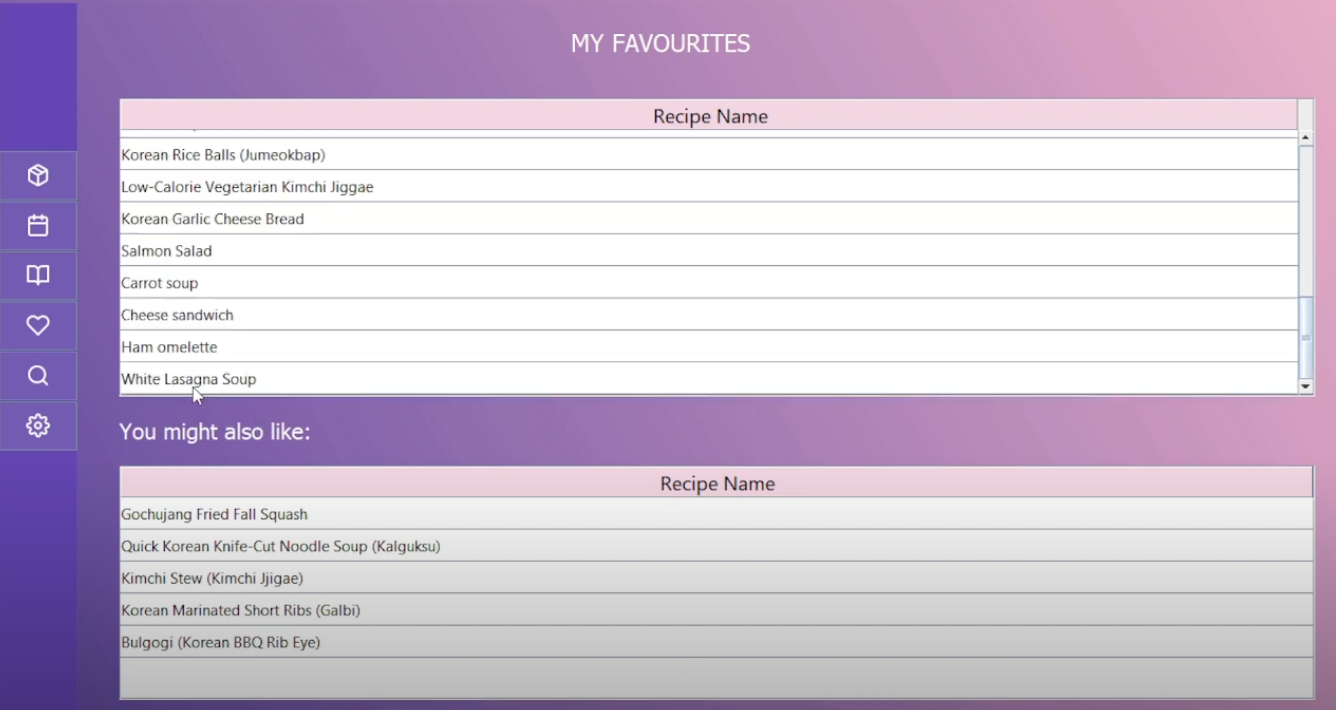 MY FAVOURITES
Recipe Name
Korean Rice Balls (Jumeokbap)
Low-Calorie Vegetarian Kimchi Jiggae
Korean Garlic Cheese Bread
Salmon Salad
Carrot soup
Cheese sandwich
Ham omelette
White Lasagna Soup
You might also like:
Recipe Name
Gochujang Fried Fall Squash
Quick Korean Knife-Cut Noodle Soup (Kalguksu)
Kimchi Stew (Kimchi Jjigae)
Korean Marinated Short Ribs (Galbi)
Bulgogi (Korean BBQ Rib Eye)